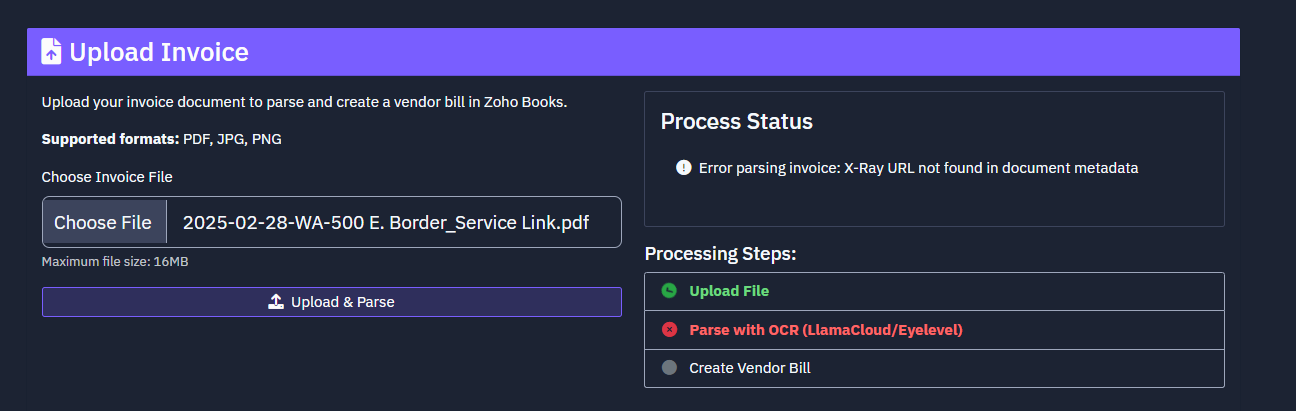 Upload Invoice
Upload your invoice document to parse and create a vendor bill in Zoho Books.
Supported formats: PDF, JPG, PNG
Choose Invoice File
Choose File 2025-02-28-WA-500 E. Border_Service Link.pdf
Maximum file size: 16MB
Upload & Parse
Process Status
Error parsing invoice: X-Ray URL not found in document metadata
Processing Steps:
Upload File
Parse with OCR (LlamaCloud/Eyelevel)
Create Vendor Bill